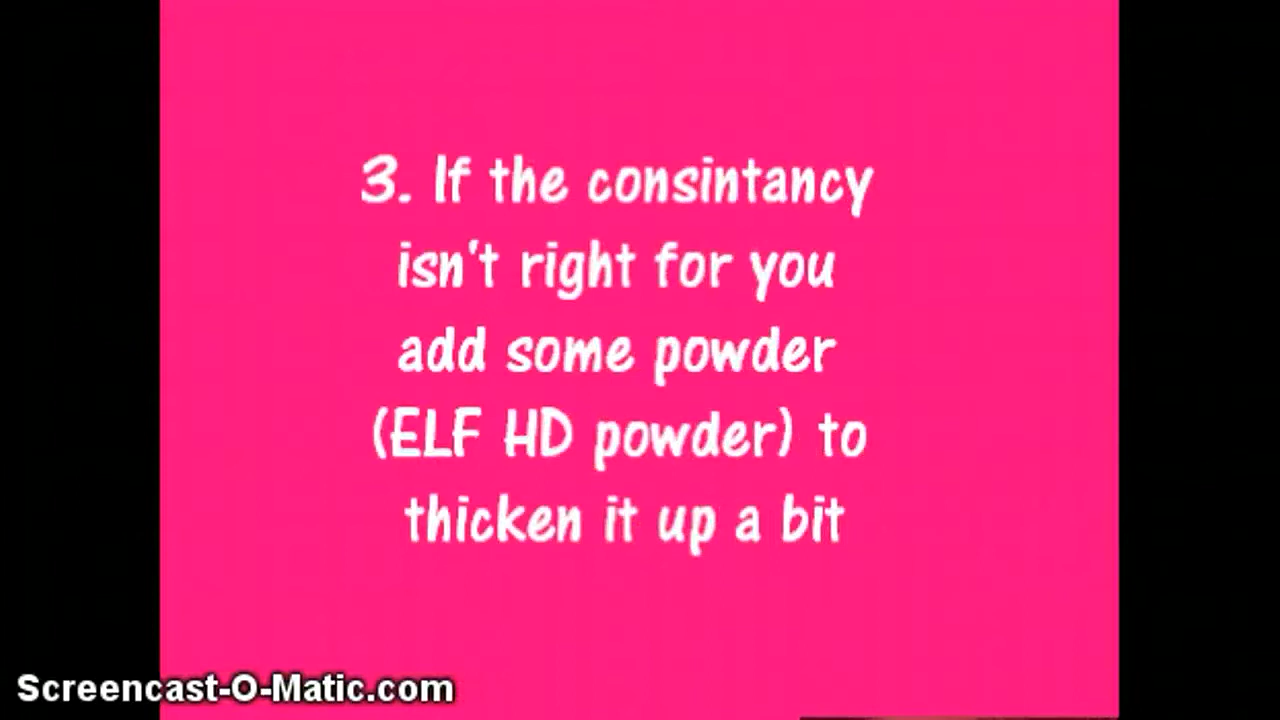 3. If the consintancy
isn't right for you
add some powder
(ELF HD powder) to
thicken it up a bit
Screencast-O-Matic.com